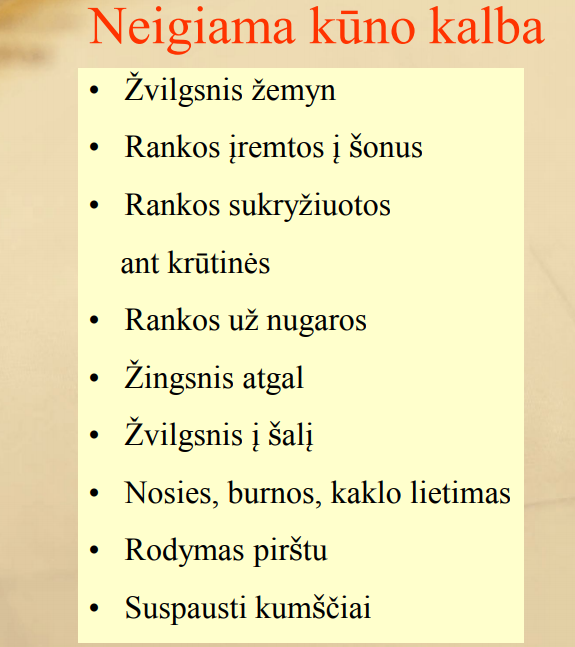 Neigiama kūno kalba
• Žvilgsnis žemyn
• Rankos įremtos į šonus
• Rankos sukryžiuotos
ant krūtinės
• Rankos už nugaros
• Žingsnis atgal
• Žvilgsnis į šalį
• Nosies, burnos, kaklo lietimas
• Rodymas pirštu
• Suspausti kumščiai